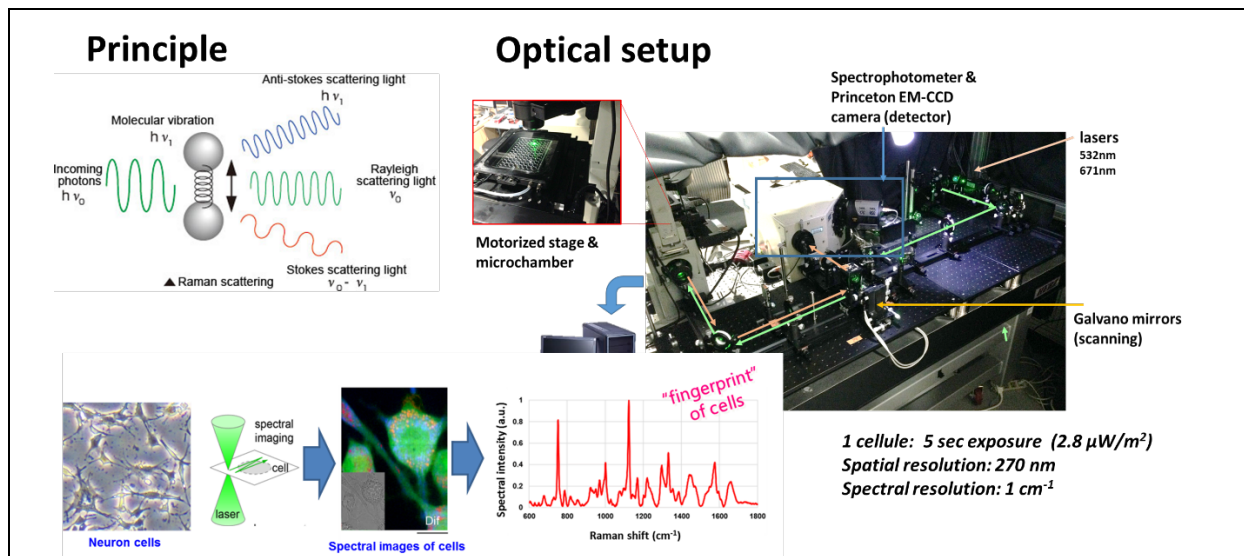 Principle
Optical setup
Anti-stokes scattering light
h ν₁
Molecular vibration
h ν₁
Incoming
photons
h ν₀
Rayleigh
scattering light
ν₀
Stokes scattering light
ν₀ - ν₁
▲ Raman scattering
Spectrophotometer &
Princeton EM-CCD
camera (detector)
lasers
532nm
671nm
Motorized stage &
microchamber
Galvano mirrors
(scanning)
Neuron cells
spectral
imaging
cell
laser
Dif
Spectral images of cells
"fingerprint"
of cells
Spectral intensity (a.u.)
1
0.8
0.6
0.4
0.2
0
600 800 1000 1200 1400 1600 1800
Raman shift (cm⁻¹)
1 cellule: 5 sec exposure (2.8 µW/m²)
Spatial resolution: 270 nm
Spectral resolution: 1 cm⁻¹